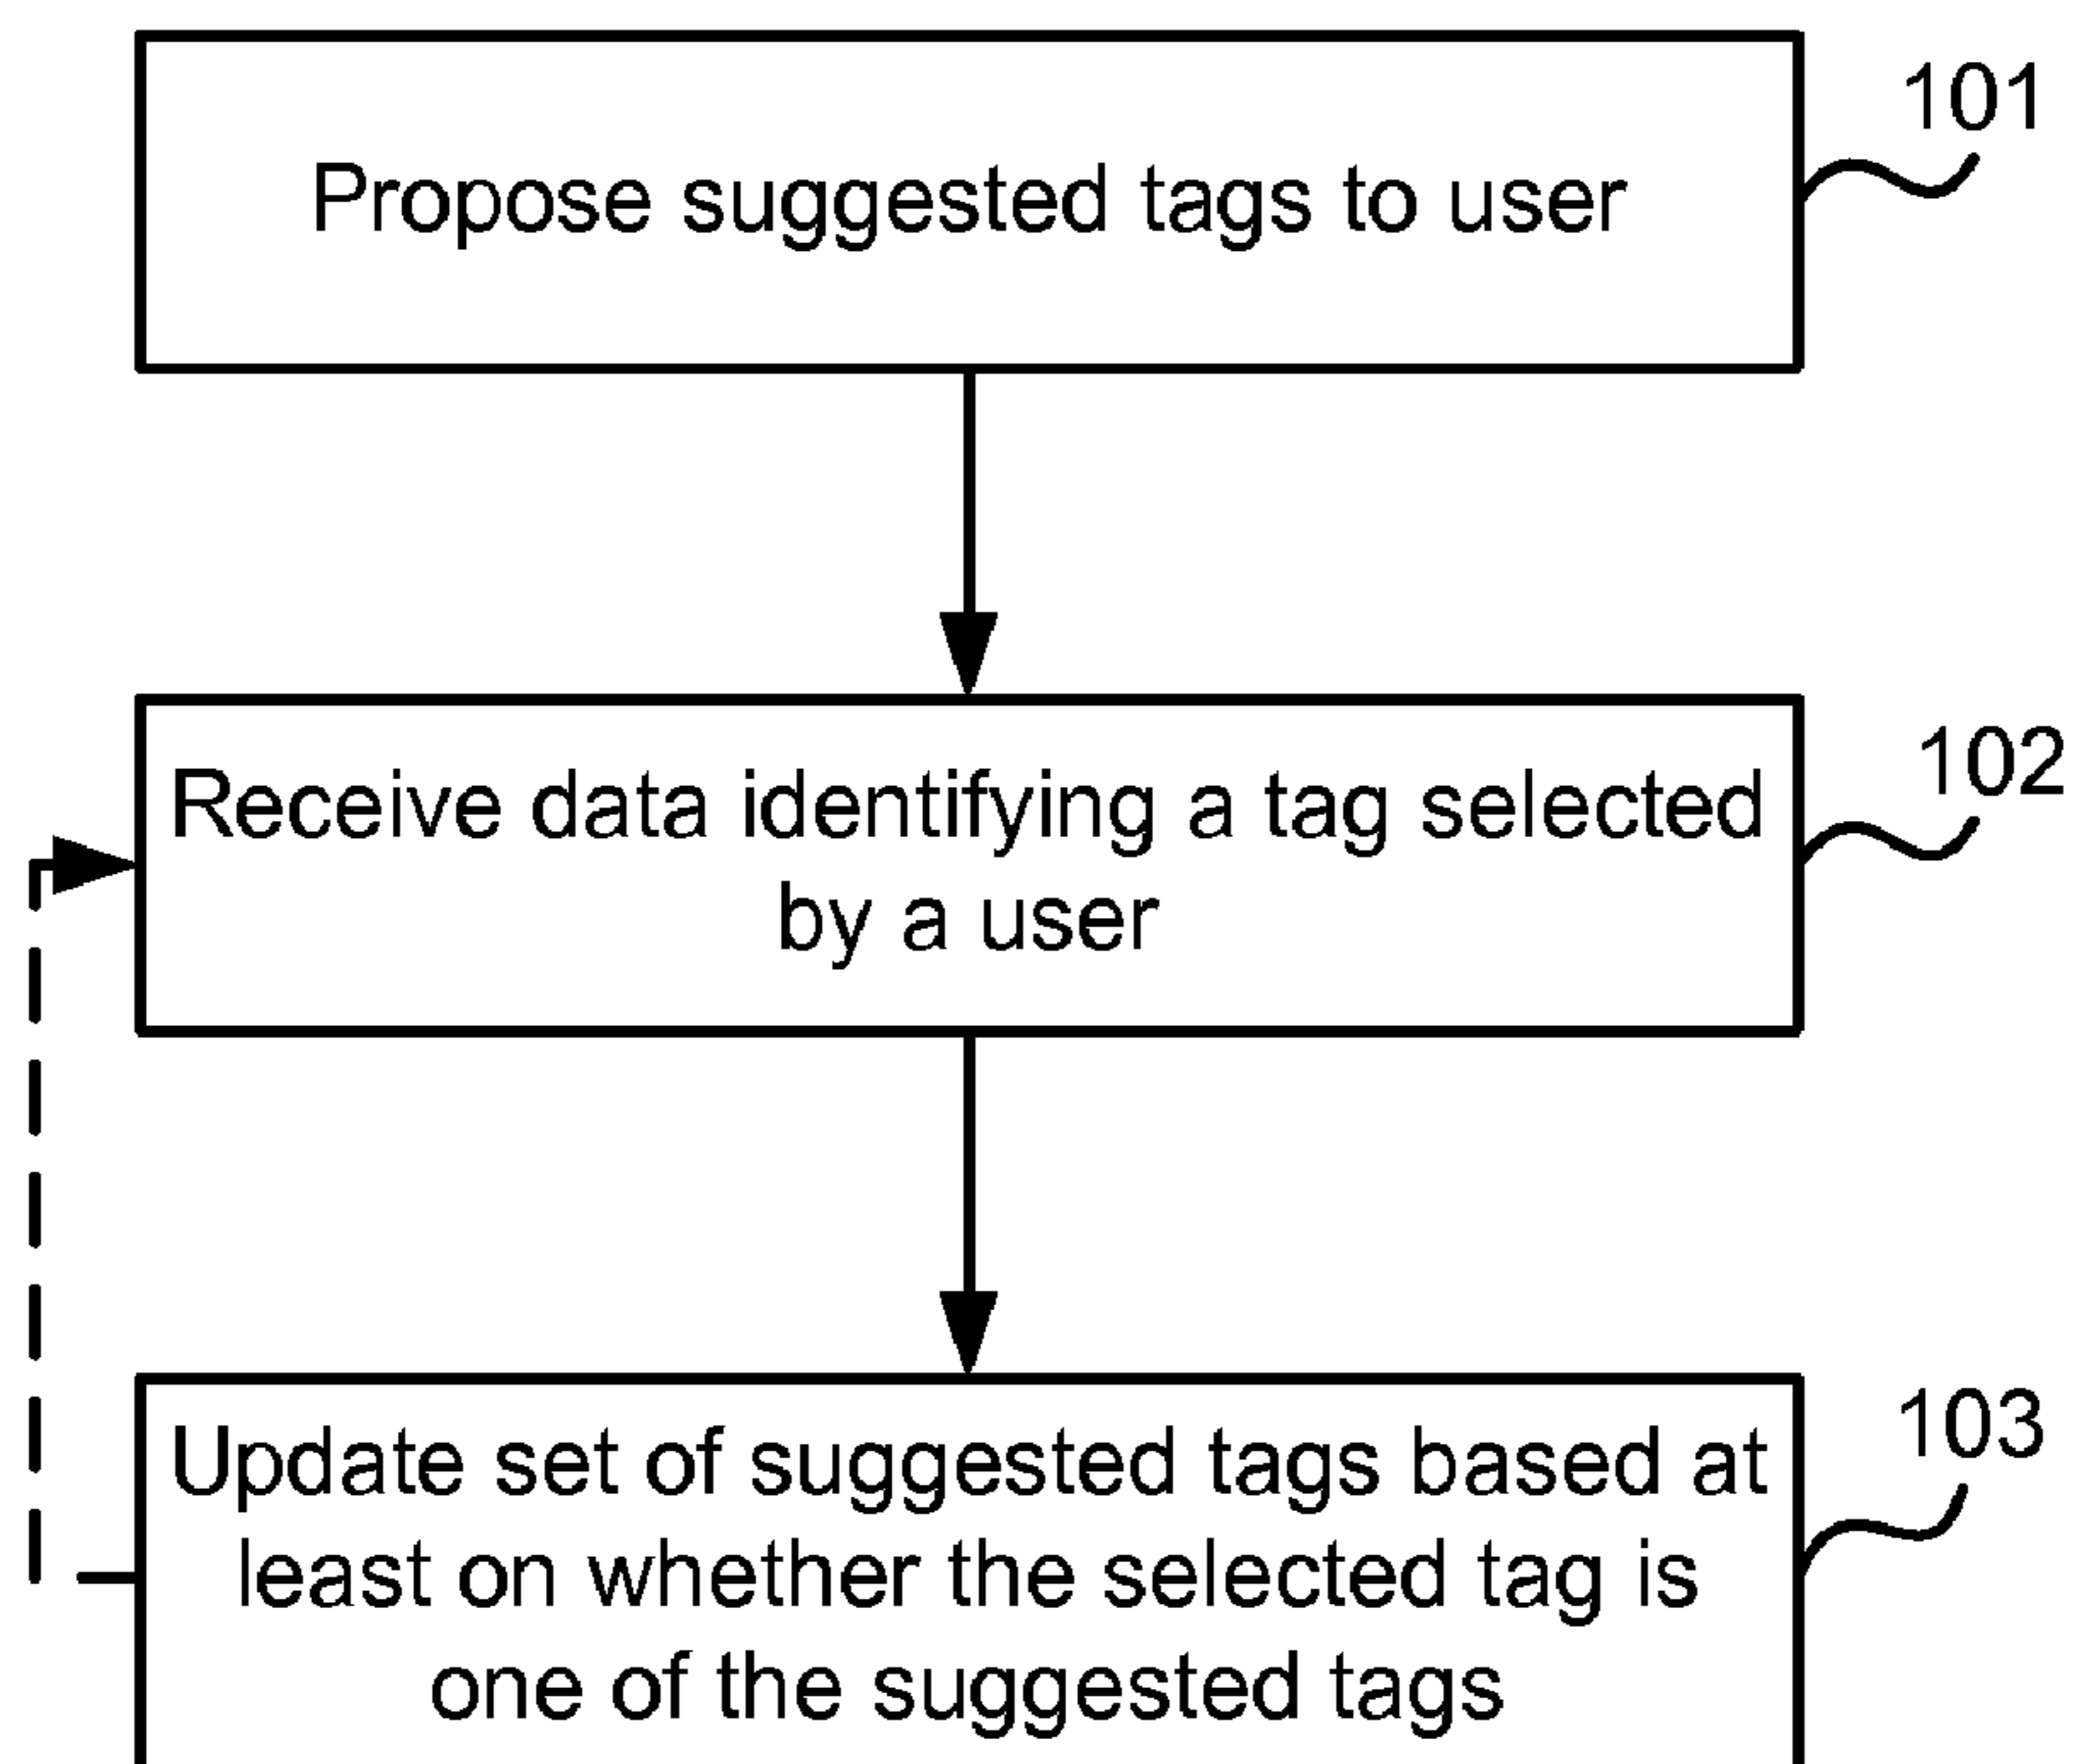 101
Propose suggested tags to user
102
Receive data identifying a tag selected
by a user
103
Update set of suggested tags based at
least on whether the selected tag is
one of the suggested tags